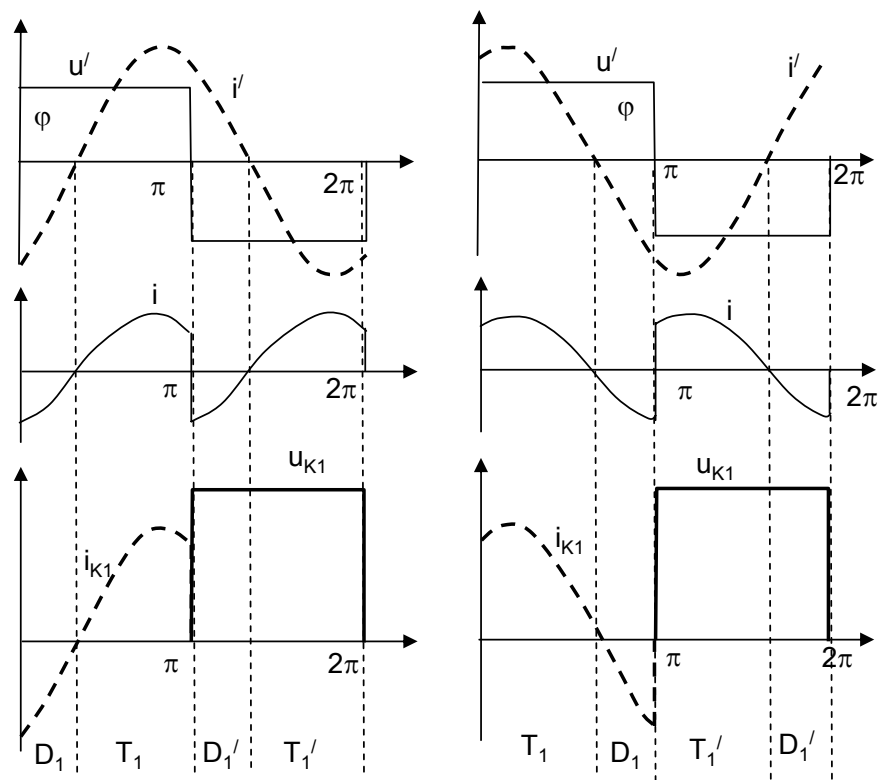 u/ i/ u/ i/
φ φ
π 2π π 2π
i i
π 2π π 2π
uK1 uK1
iK1 iK1
π 2π π 2π
D1 T1 D1/ T1/ T1 D1 T1/ D1/